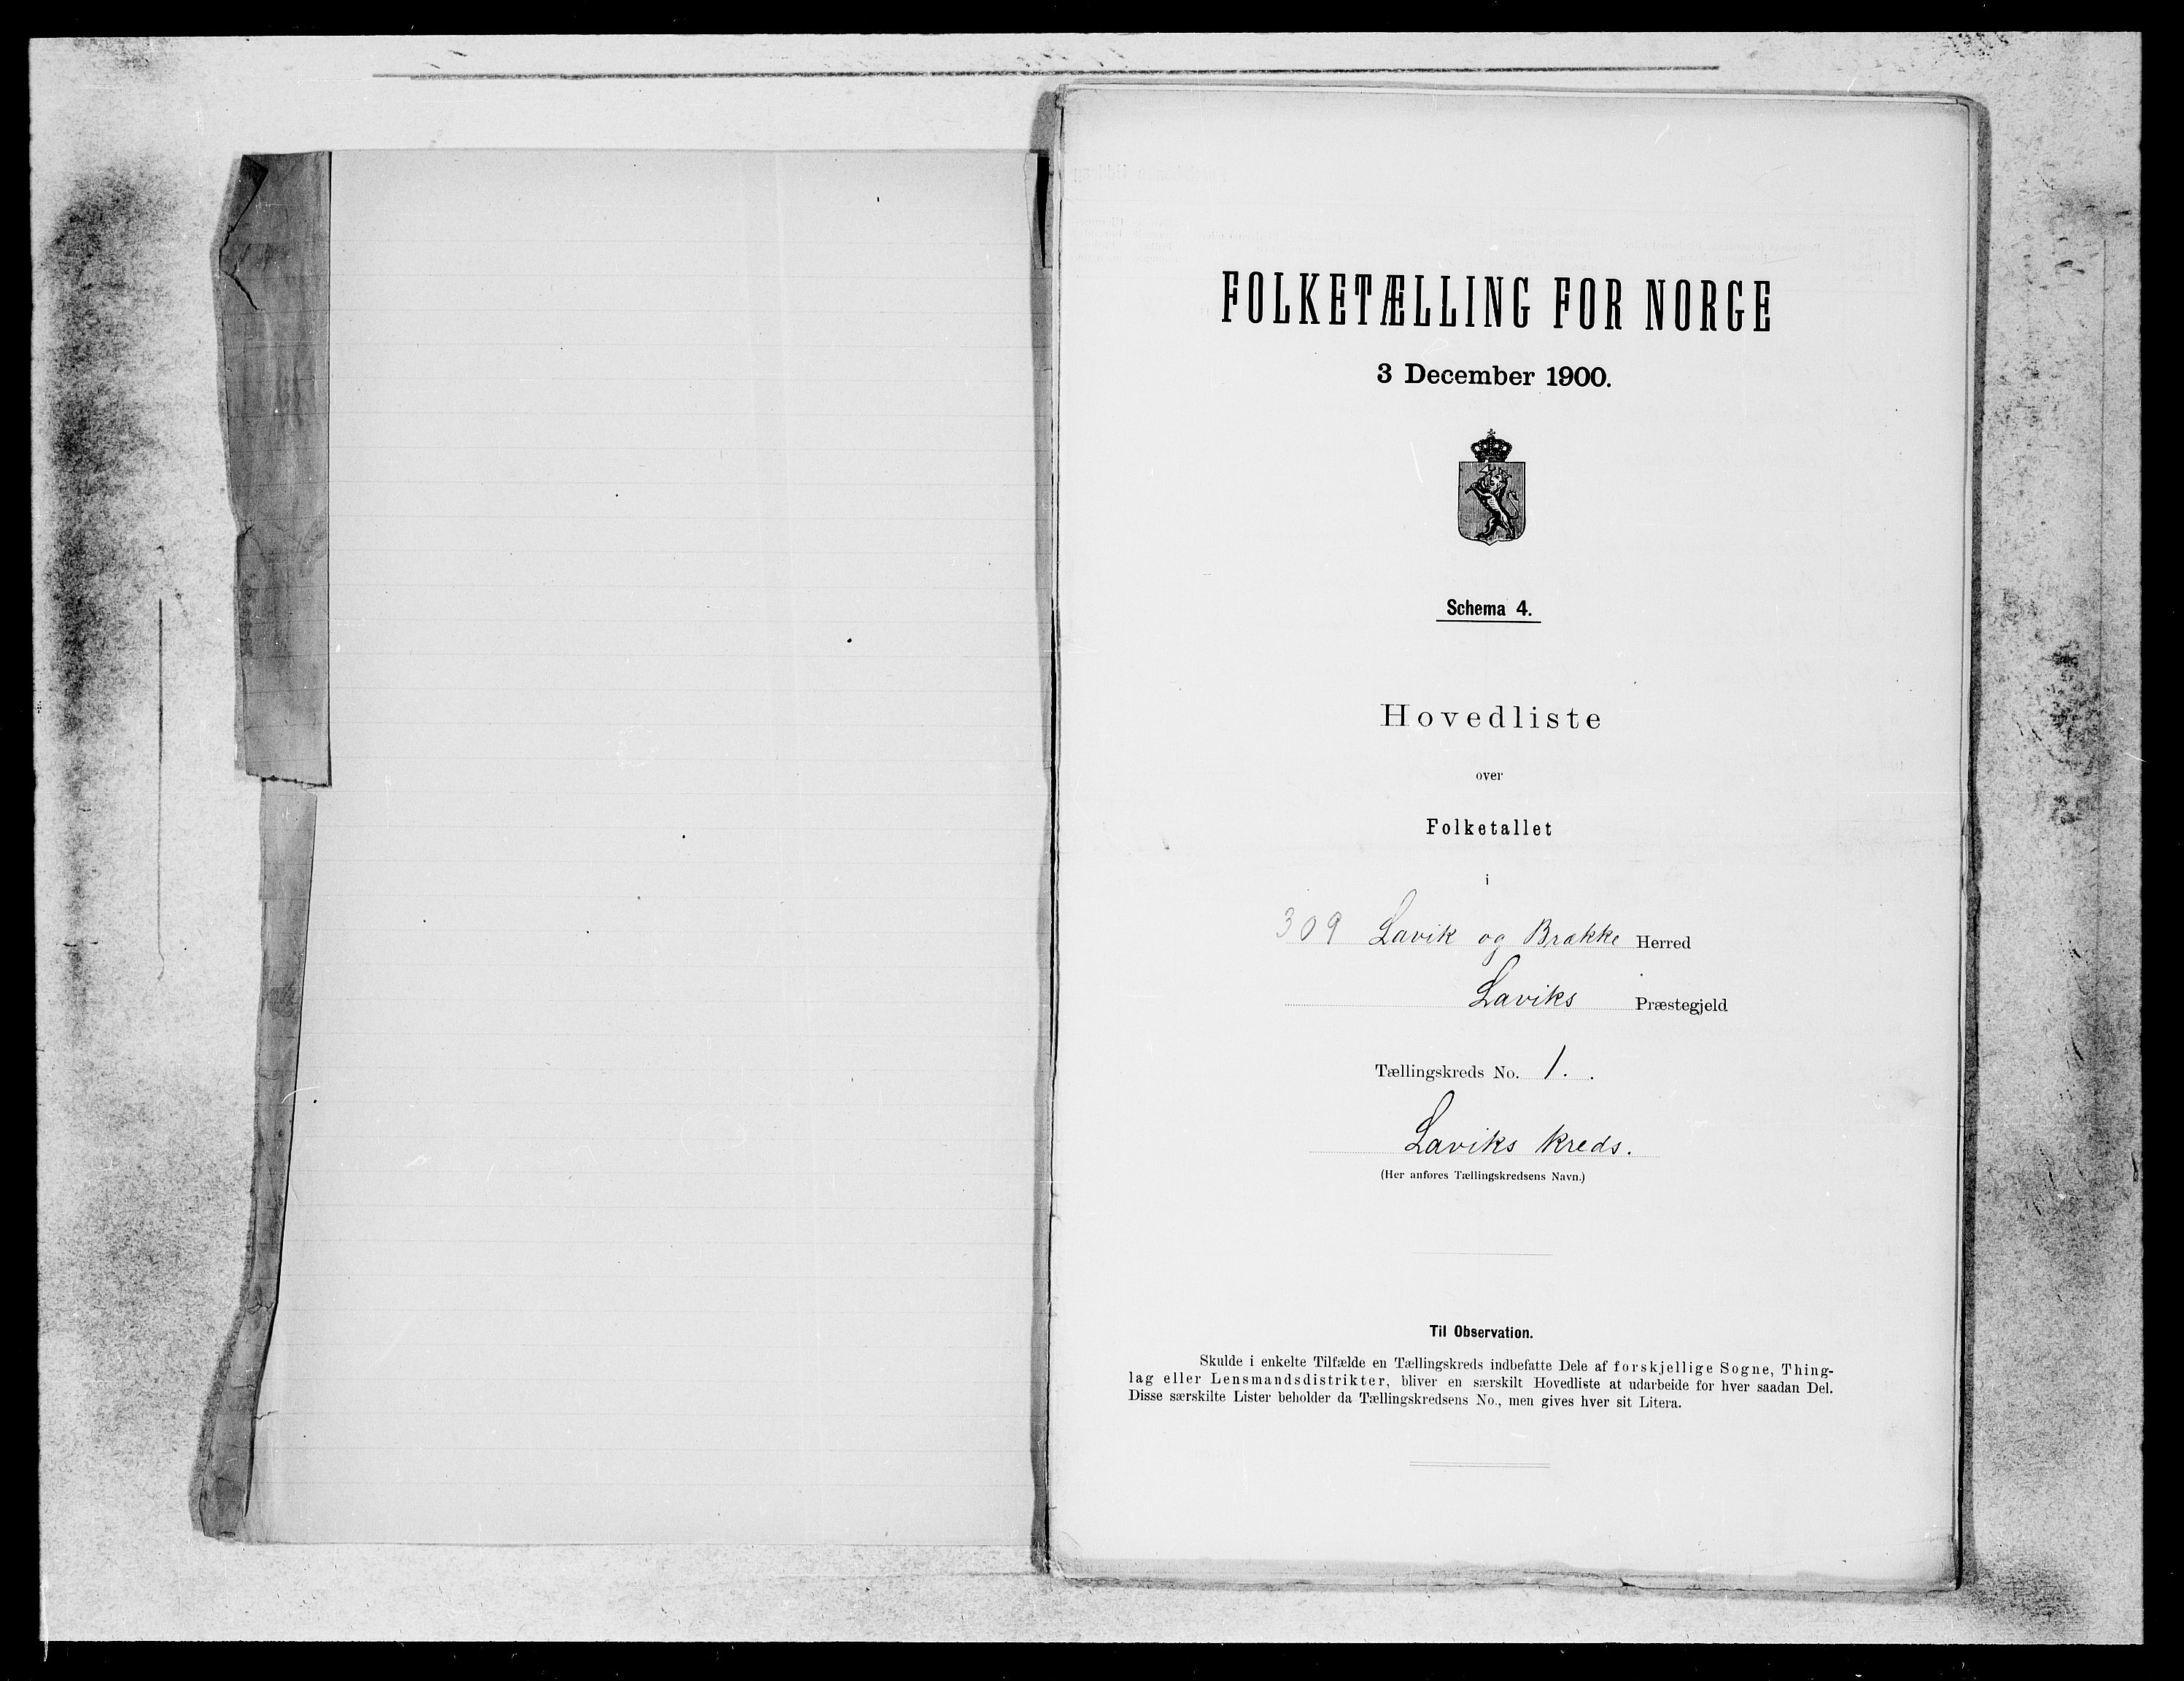 FOLKETÆLLING FOR NORGE
3 December 1900.
Schema 4.
Hovedliste
over
Folketallet
i
309 Lavik og Brække Herred
Laviks Præstegjeld
Tællingskreds No. 1. .
Laviks kreds.
(Her anføres Tællingskredsens Navn.)
Til Observation.
Skulde i enkelte Tilfælde en Tællingskreds indbefatte Dele af forskjellige Sogne, Thing-
lag eller Lensmandsdistrikter, bliver en særskilt Hovedliste at udarbeide for hver saadan Del.
Disse særskilte Lister beholder da Tællingskredsens No., men gives hver sit Litera.